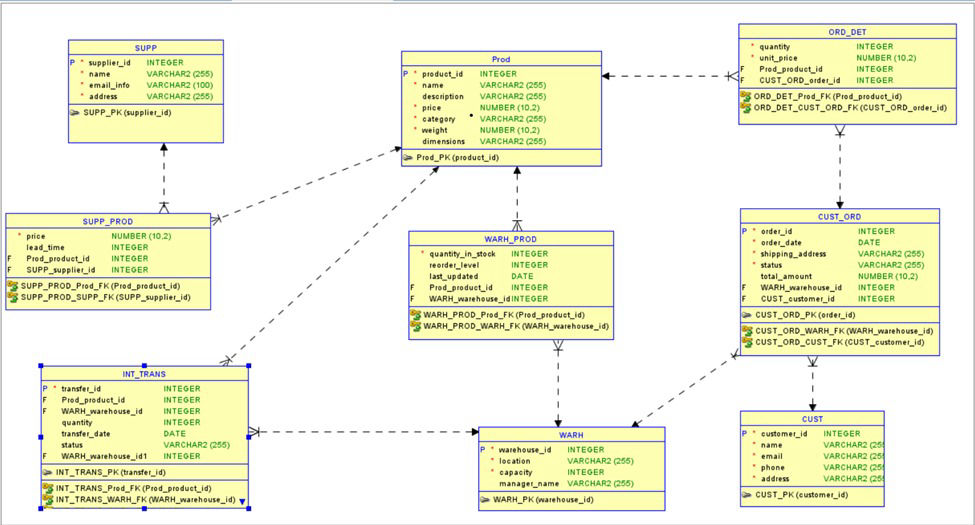 SUPP
P * supplier_id INTEGER
* name VARCHAR2 (255)
* email_info VARCHAR2 (100)
* address VARCHAR2 (255)
SUPP_PK (supplier_id)
Prod
P * product_id INTEGER
* name VARCHAR2 (255)
description VARCHAR2 (255)
* price NUMBER (10,2)
* category VARCHAR2 (255)
* weight NUMBER (10,2)
dimensions VARCHAR2 (255)
Prod_PK (product_id)
ORD_DET
* quantity INTEGER
* unit_price NUMBER (10,2)
F Prod_product_id INTEGER
F CUST_ORD_order_id INTEGER
ORD_DET_Prod_FK (Prod_product_id)
ORD_DET_CUST_ORD_FK (CUST_ORD_order_id)
SUPP_PROD
* price NUMBER (10,2)
lead_time INTEGER
F Prod_product_id INTEGER
F SUPP_supplier_id INTEGER
SUPP_PROD_Prod_FK (Prod_product_id)
SUPP_PROD_SUPP_FK (SUPP_supplier_id)
WARH_PROD
* quantity_in_stock INTEGER
reorder_level INTEGER
last_updated DATE
F Prod_product_id INTEGER
F WARH_warehouse_id INTEGER
WARH_PROD_Prod_FK (Prod_product_id)
WARH_PROD_WARH_FK (WARH_warehouse_id)
CUST_ORD
P * order_id INTEGER
* order_date DATE
* shipping_address VARCHAR2 (255)
* status VARCHAR2 (255)
total_amount NUMBER (10,2)
F WARH_warehouse_id INTEGER
F CUST_customer_id INTEGER
CUST_ORD_PK (order_id)
CUST_ORD_WARH_FK (WARH_warehouse_id)
CUST_ORD_CUST_FK (CUST_customer_id)
INT_TRANS
P * transfer_id INTEGER
F Prod_product_id INTEGER
F WARH_warehouse_id INTEGER
quantity INTEGER
transfer_date DATE
status VARCHAR2 (255)
F WARH_warehouse_id1 INTEGER
INT_TRANS_PK (transfer_id)
INT_TRANS_Prod_FK (Prod_product_id)
INT_TRANS_WARH_FK (WARH_warehouse_id)
WARH
P * warehouse_id INTEGER
* location VARCHAR2 (255)
* capacity INTEGER
manager_name VARCHAR2 (255)
WARH_PK (warehouse_id)
CUST
P * customer_id INTEGER
* name VARCHAR2 (255
* email VARCHAR2 (255
* phone VARCHAR2 (255
* address VARCHAR2 (255
CUST_PK (customer_id)